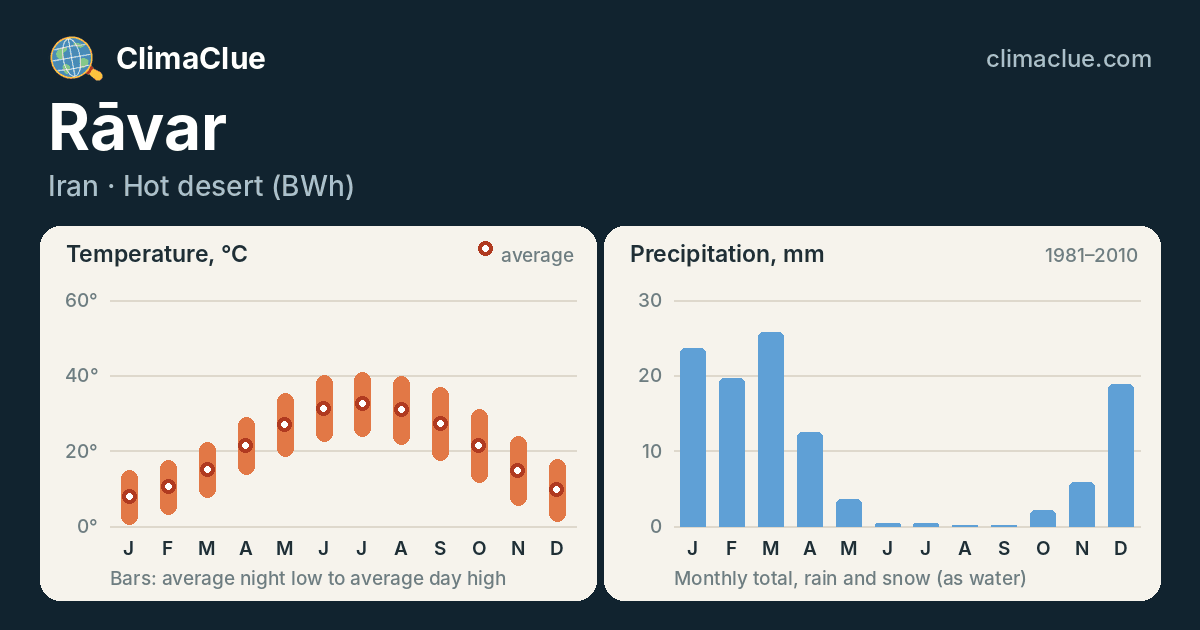 ClimaClue
climaclue.com
Rāvar
Iran · Hot desert (BWh)
Temperature, °C
average
60°
40°
20°
0°
J F M A M J J A S O N D
Bars: average night low to average day high
Precipitation, mm
1981–2010
30
20
10
0
J F M A M J J A S O N D
Monthly total, rain and snow (as water)